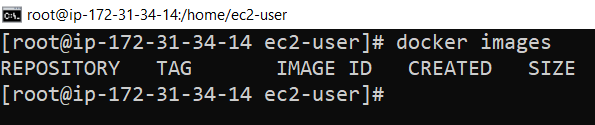 root@ip-172-31-34-14:/home/ec2-user
[root@ip-172-31-34-14 ec2-user]# docker images
REPOSITORY   TAG       IMAGE ID   CREATED   SIZE
[root@ip-172-31-34-14 ec2-user]#